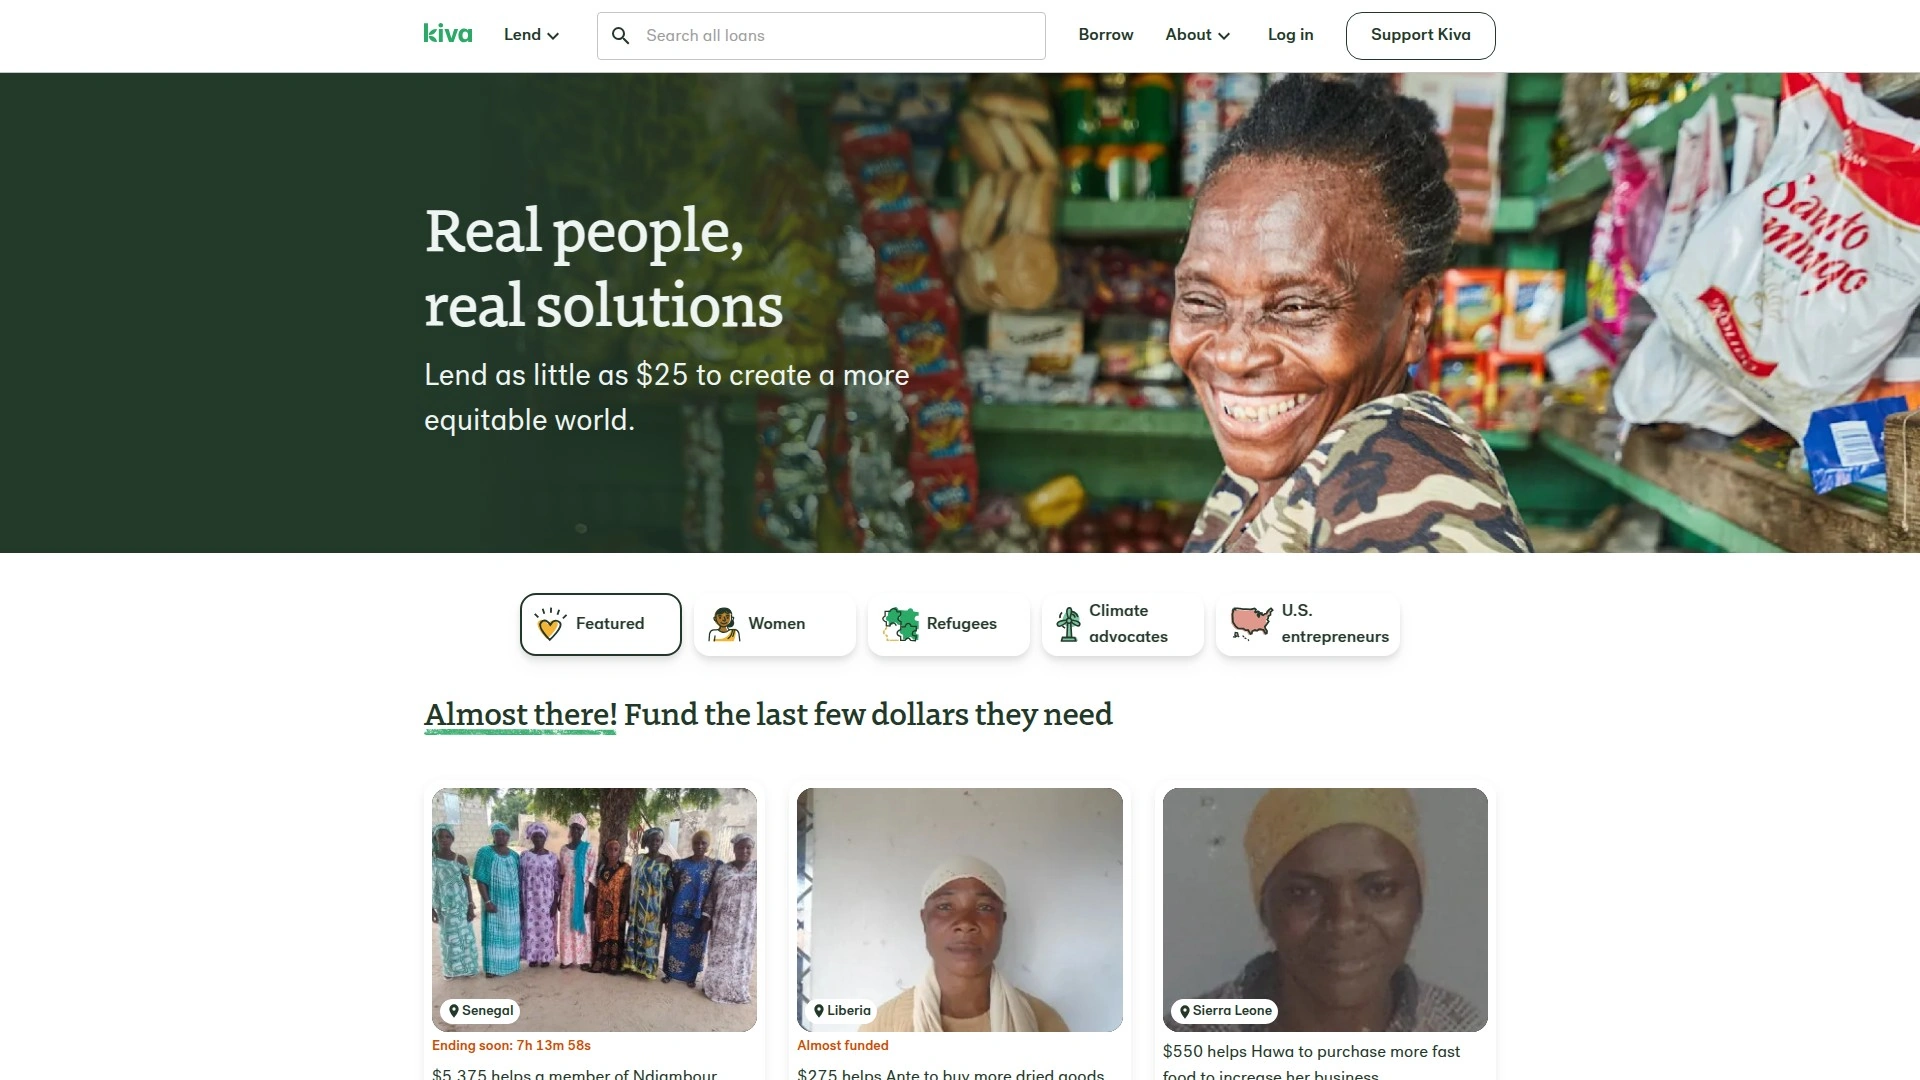 kiva
Lend
Search all loans
Borrow
About
Log in
Support Kiva
Real people,
real solutions
Lend as little as $25 to create a more
equitable world.
Santo
Featured
Women
Refugees
Climate
advocates
U.S.
entrepreneurs
Almost there! Fund the last few dollars they need
Senegal
Liberia
Sierra Leone
Ending soon: 7h 13m 58s
Almost funded
$5,375 helps a member of Ndiambour
$275 helps Ante to buy more dried goods
$550 helps Hawa to purchase more fast
food to increase her business